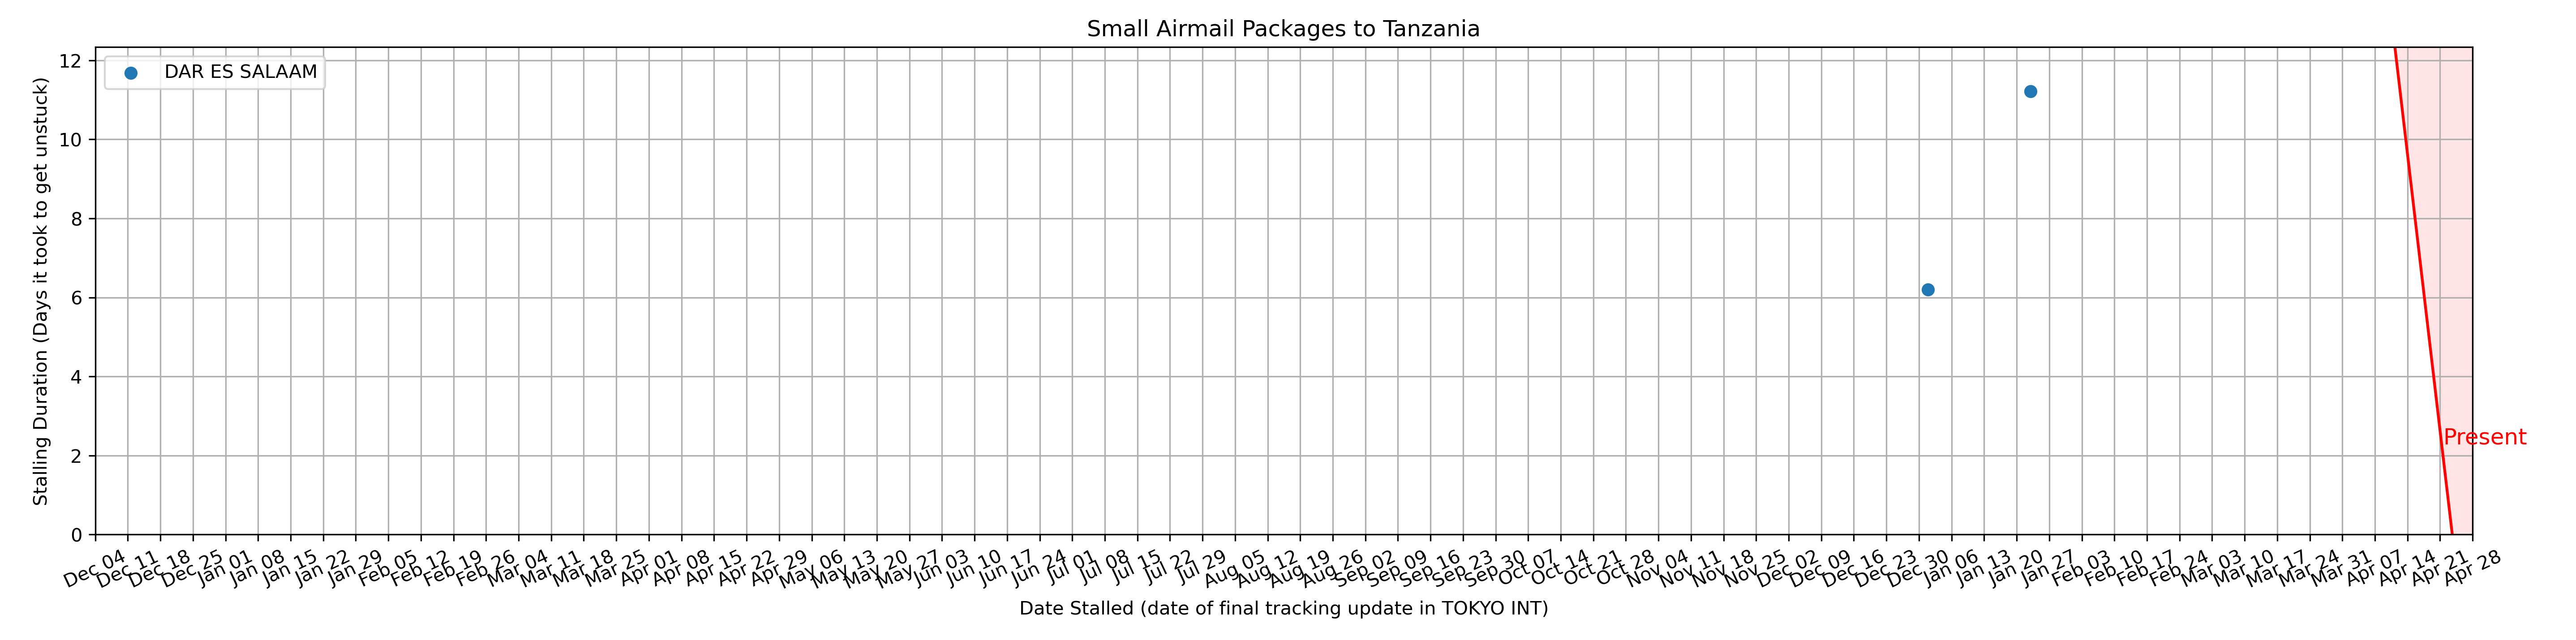 Small Airmail Packages to Tanzania
DAR ES SALAAM
Stalling Duration (Days it took to get unstuck)
12
10
8
6
4
2
0
Present
Dec 04
Dec 11
Dec 18
Dec 25
Jan 01
Jan 08
Jan 15
Jan 22
Jan 29
Feb 05
Feb 12
Feb 19
Feb 26
Mar 04
Mar 11
Mar 18
Mar 25
Apr 01
Apr 08
Apr 15
Apr 22
Apr 29
May 06
May 13
May 20
May 27
Jun 03
Jun 10
Jun 17
Jun 24
Jul 01
Jul 08
Jul 15
Jul 22
Jul 29
Aug 05
Aug 12
Aug 19
Aug 26
Sep 02
Sep 09
Sep 16
Sep 23
Sep 30
Oct 07
Oct 14
Oct 21
Oct 28
Nov 04
Nov 11
Nov 18
Nov 25
Dec 02
Dec 09
Dec 16
Dec 23
Dec 30
Jan 06
Jan 13
Jan 20
Jan 27
Feb 03
Feb 10
Feb 17
Feb 24
Mar 03
Mar 10
Mar 17
Mar 24
Mar 31
Apr 07
Apr 14
Apr 21
Apr 28
Date Stalled (date of final tracking update in TOKYO INT)